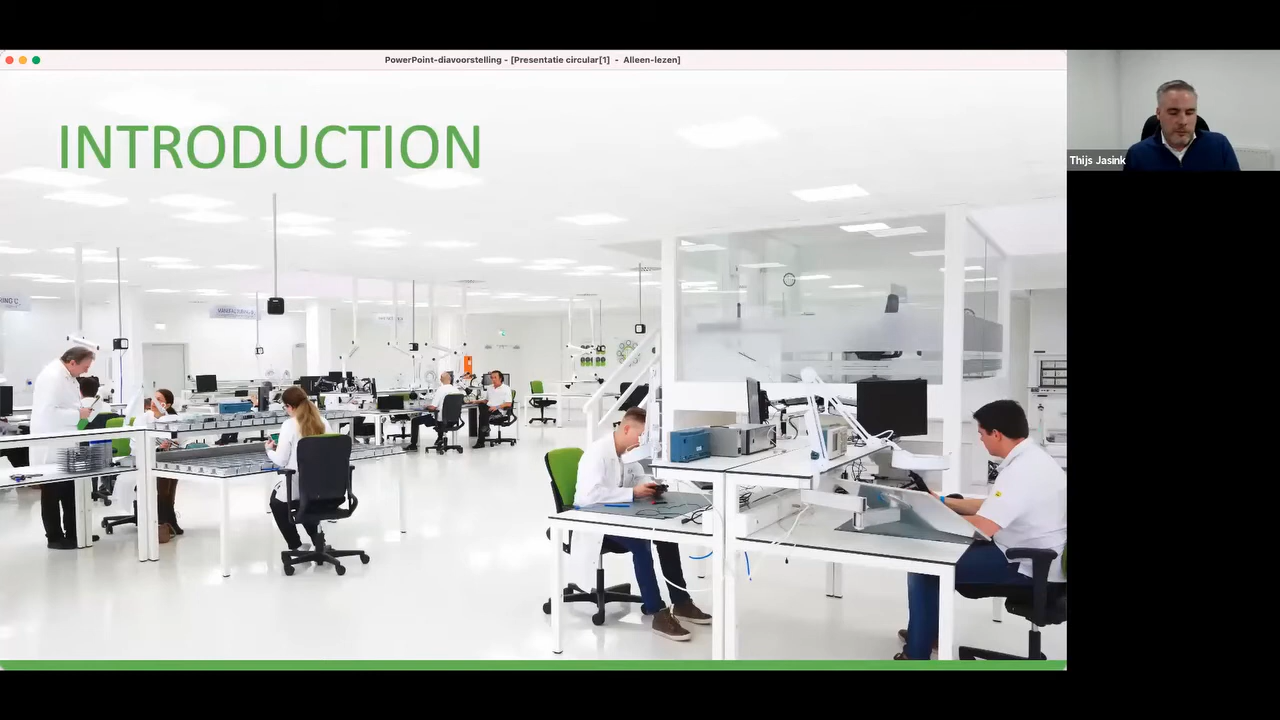 PowerPoint-diavoorstelling - [Presentatie circular[1] - Alleen-lezen]
INTRODUCTION
Thijs Jasink